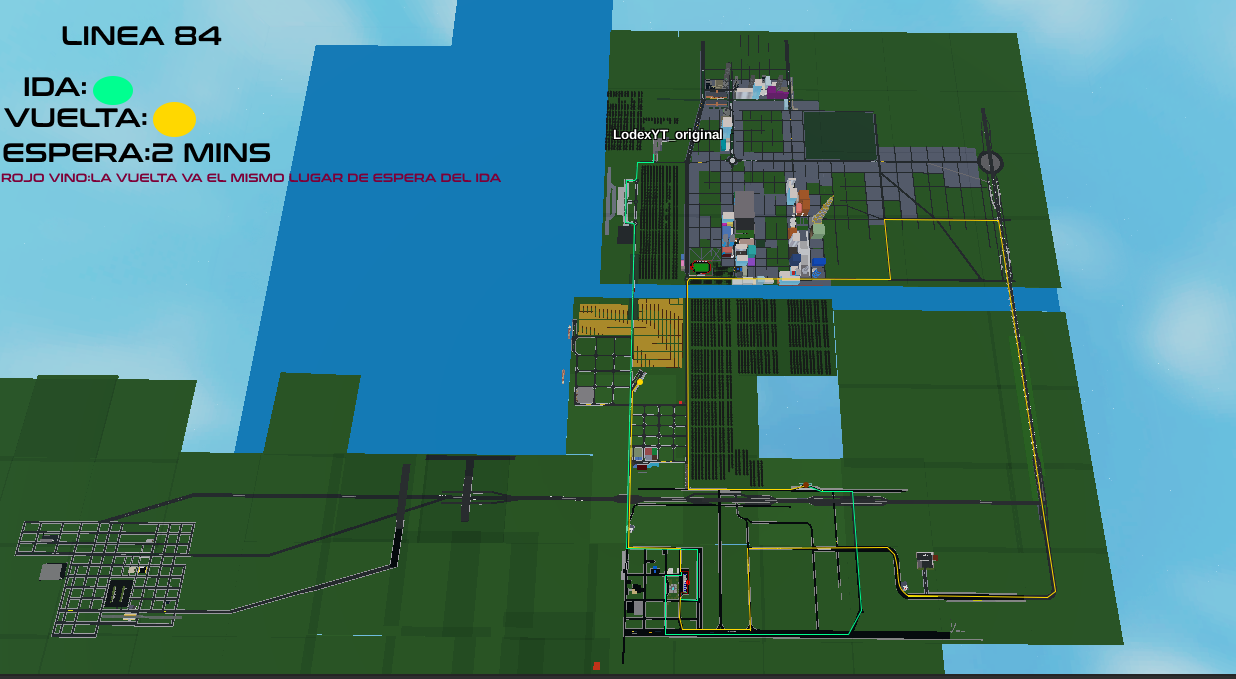 LINEA 84
IDA:
VUELTA:
ESPERA:2 MINS
ROJO VINO:LA VUELTA VA EL MISMO LUGAR DE ESPERA DEL IDA
LodexYT_original